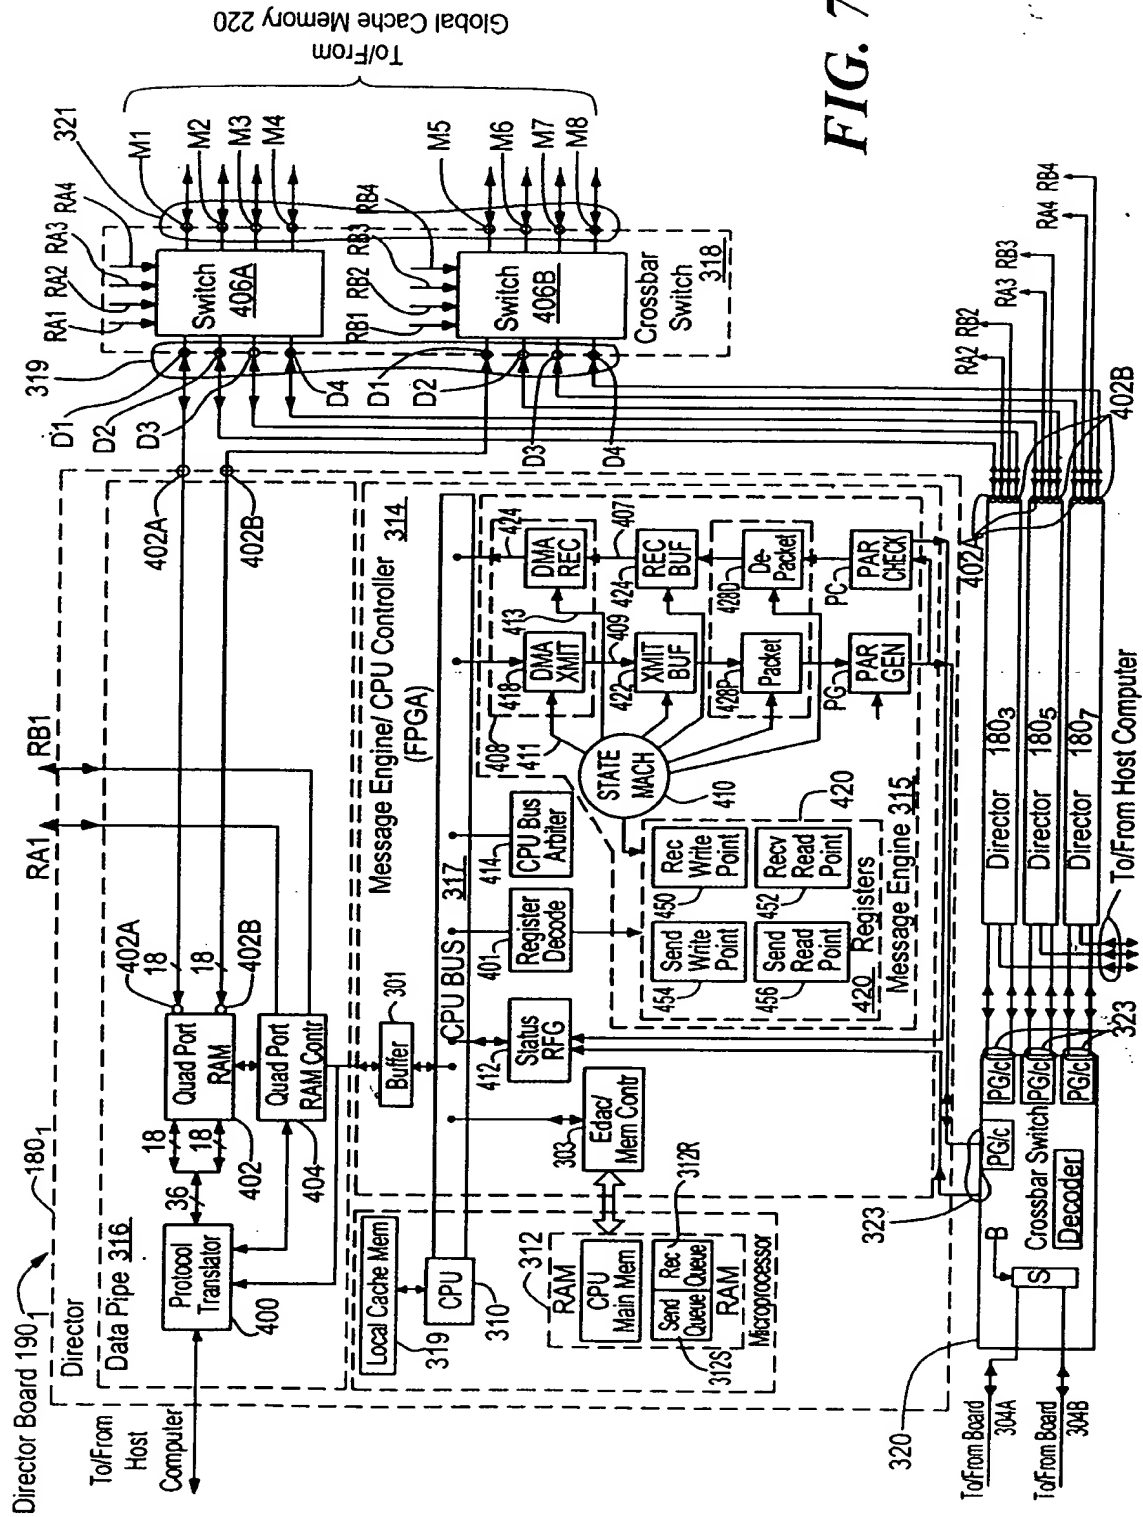 Director Board 190₁
180₁
Director
Data Pipe 316
To/From
Host
Computer
Protocol
Translator
400
36
18
18
Quad Port
RAM
402
402A
402B
18
18
Quad Port
RAM Contr
404
RA1
RB1
402A
402B
319
D1
D2
D3
D4
D1
D2
D3
D4
RA1
RA2
RA3
RA4
Switch
406A
RB1
RB2
RB3
RB4
Switch
406B
Crossbar
Switch
318
321
M1
M2
M3
M4
M5
M6
M7
M8
To/From
Global Cache Memory 220
Message Engine/ CPU Controller
(FPGA)
314
Buffer
301
CPU BUS
317
Local Cache Mem
319
CPU
310
312
RAM
CPU
Main Mem
Send
Queue
Rec
Queue
RAM
312S
312R
Microprocessor
303
Edac/
Mem Contr
412
Status
RFG
401
Register
Decode
414
CPU Bus
Arbiter
408
411
413
418
DMA
XMIT
DMA
REC
424
409
407
422
XMIT
BUF
424
REC
BUF
428P
Packet
428D
De-
Packet
PG
PAR
GEN
PC
PAR
CHECK
STATE
MACH
410
420
454
Send
Write
Point
450
Rec
Write
Point
456
Send
Read
Point
452
Recv
Read
Point
420
Registers
Message Engine 315
320
To/From Board
304A
To/From Board
304B
S
B
Crossbar Switch
Decoder
323
PG/c
PG/c
PG/c
PG/c
323
To/From Host Computer
Director 180₃
Director 180₅
Director 180₇
402A
402B
RA2
RB2
RA3
RB3
RA4
RB4
FIG. 7